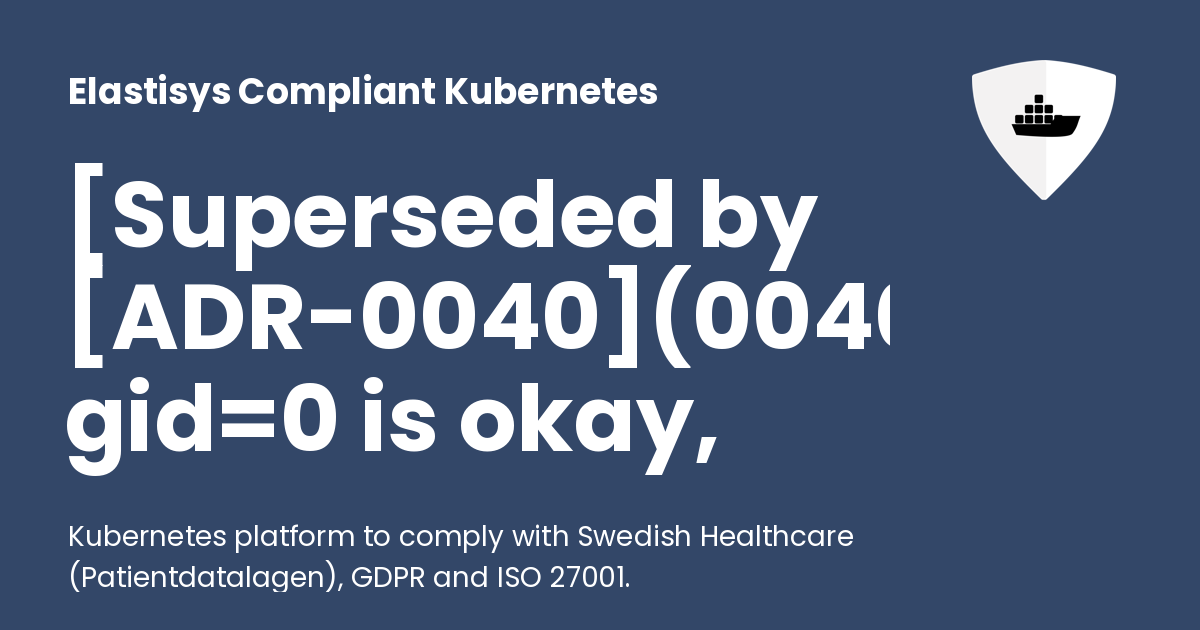 Elastisys Compliant Kubernetes
[Superseded by
[ADR-0040](004
gid=0 is okay,
Kubernetes platform to comply with Swedish Healthcare
(Patientdatalagen), GDPR and ISO 27001.